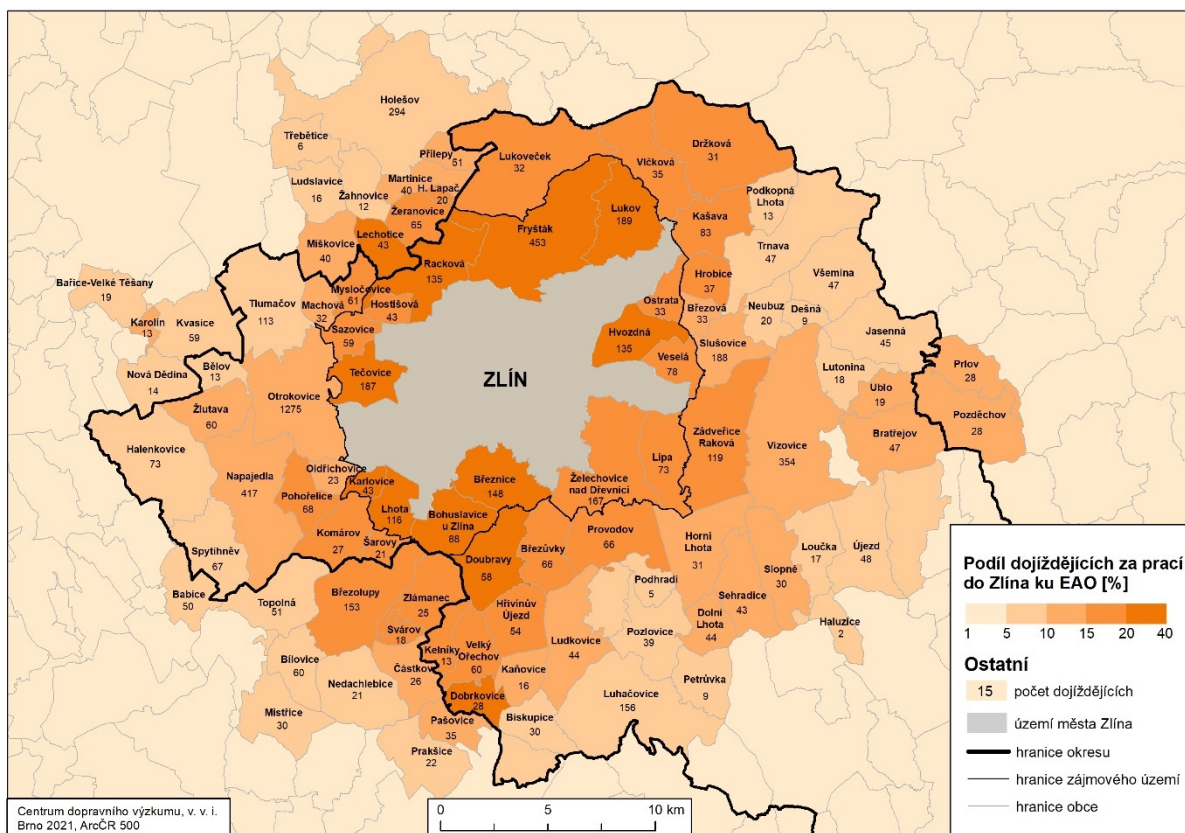 Holešov
294
Třebětice
6
Přílepy
51
Lukoveček
32
Vlčková
35
Držková
31
Martinice
40
H. Lapač
20
Ludslavice
16
Žahnovice
12
Žeranovice
65
Lukov
189
Podkopná
Lhota
13
Kašava
83
Fryšták
453
Lechotice
43
Míškovice
40
Trnava
47
Racková
135
Všemina
47
Hrobice
37
Bařice-Velké Těšany
19
Mysločovice
61
Tlumačov
113
Machová
32
Hostišová
43
Ostrata
33
Březová
33
Neubuz
20
Dešná
9
Karolín
13
Kvasice
59
Sazovice
59
Hvozdná
135
Slušovice
188
Jasenná
45
Veselá
78
Bělov
13
Nová Dědina
14
Tečovice
187
ZLÍN
Lutonina
18
Prlov
28
Ublo
19
Otrokovice
1275
Žlutava
60
Pozděchov
28
Bratřejov
47
Zádveřice
Raková
119
Vizovice
354
Halenkovice
73
Lípa
73
Oldřichovice
23
Napajedla
417
Karlovice
43
Březnice
148
Želechovice
nad Dřevnicí
167
Pohořelice
68
Lhota
116
Bohuslavice
u Zlína
88
Provodov
66
Komárov
27
Šarovy
21
Březůvky
66
Horní
Lhota
31
Spytihněv
67
Doubravy
58
Loučka
17
Újezd
48
Slopné
30
Podhradí
5
Babice
50
Topolná
51
Březolupy
153
Zlámanec
25
Sehradice
43
Hřivínův
Újezd
54
Dolní
Lhota
44
Svárov
18
Haluzice
2
Pozlovice
39
Ludkovice
44
Kelníky
13
Velký
Ořechov
60
Bílovice
60
Částkov
26
Kaňovice
16
Petrůvka
9
Nedachlebice
21
Dobrkovice
28
Luhačovice
156
Mistřice
30
Pašovice
35
Biskupice
30
Prakšice
22
Podíl dojíždějících za prací
do Zlína ku EAO [%]
1 5 10 15 20 40
Ostatní
15 počet dojíždějících
území města Zlína
hranice okresu
hranice zájmového území
hranice obce
0 5 10 km
Centrum dopravního výzkumu, v. v. i.
Brno 2021, ArcČR 500